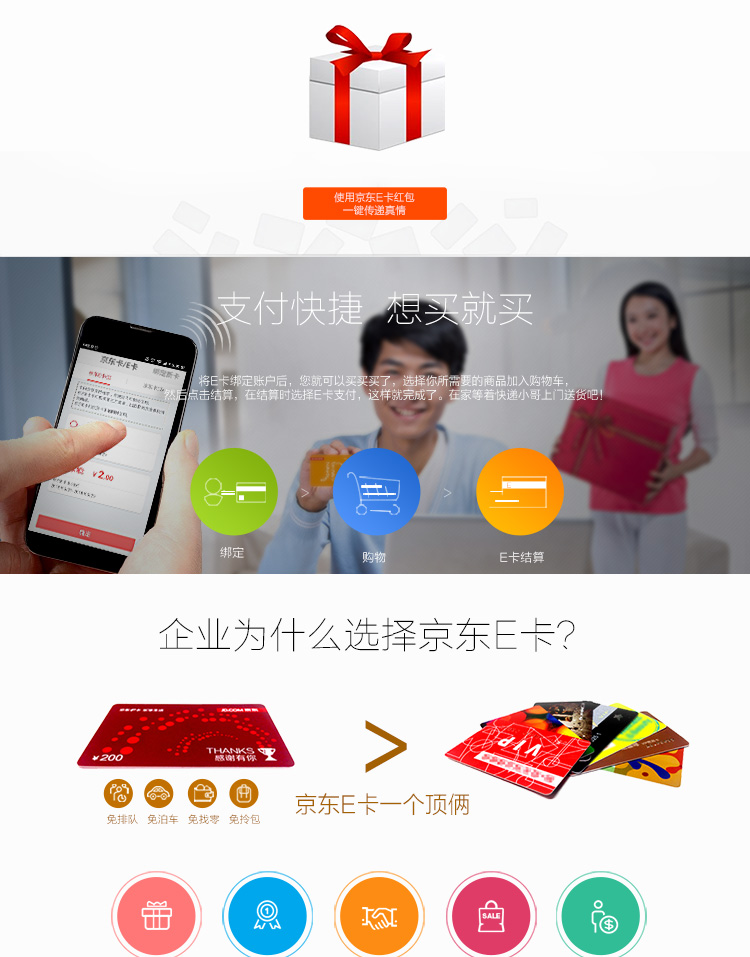 使用京东E卡红包
一键传递真情
支付快捷 想买就买
将E卡绑定账户后，您就可以买买买了，选择你所需要的商品加入购物车，
然后点击结算，在结算时选择E卡支付，这样就完成了。在家等着快递小哥上门送货吧！
京东卡/E卡
￥2.00
绑定
>
购物
>
E卡结算
企业为什么选择京东E卡？
JD.COM 京东
THANKS
感谢有你
￥200
>
VIP
免排队
免泊车
免找零
免拎包
京东E卡一个顶俩
1
SALE
$